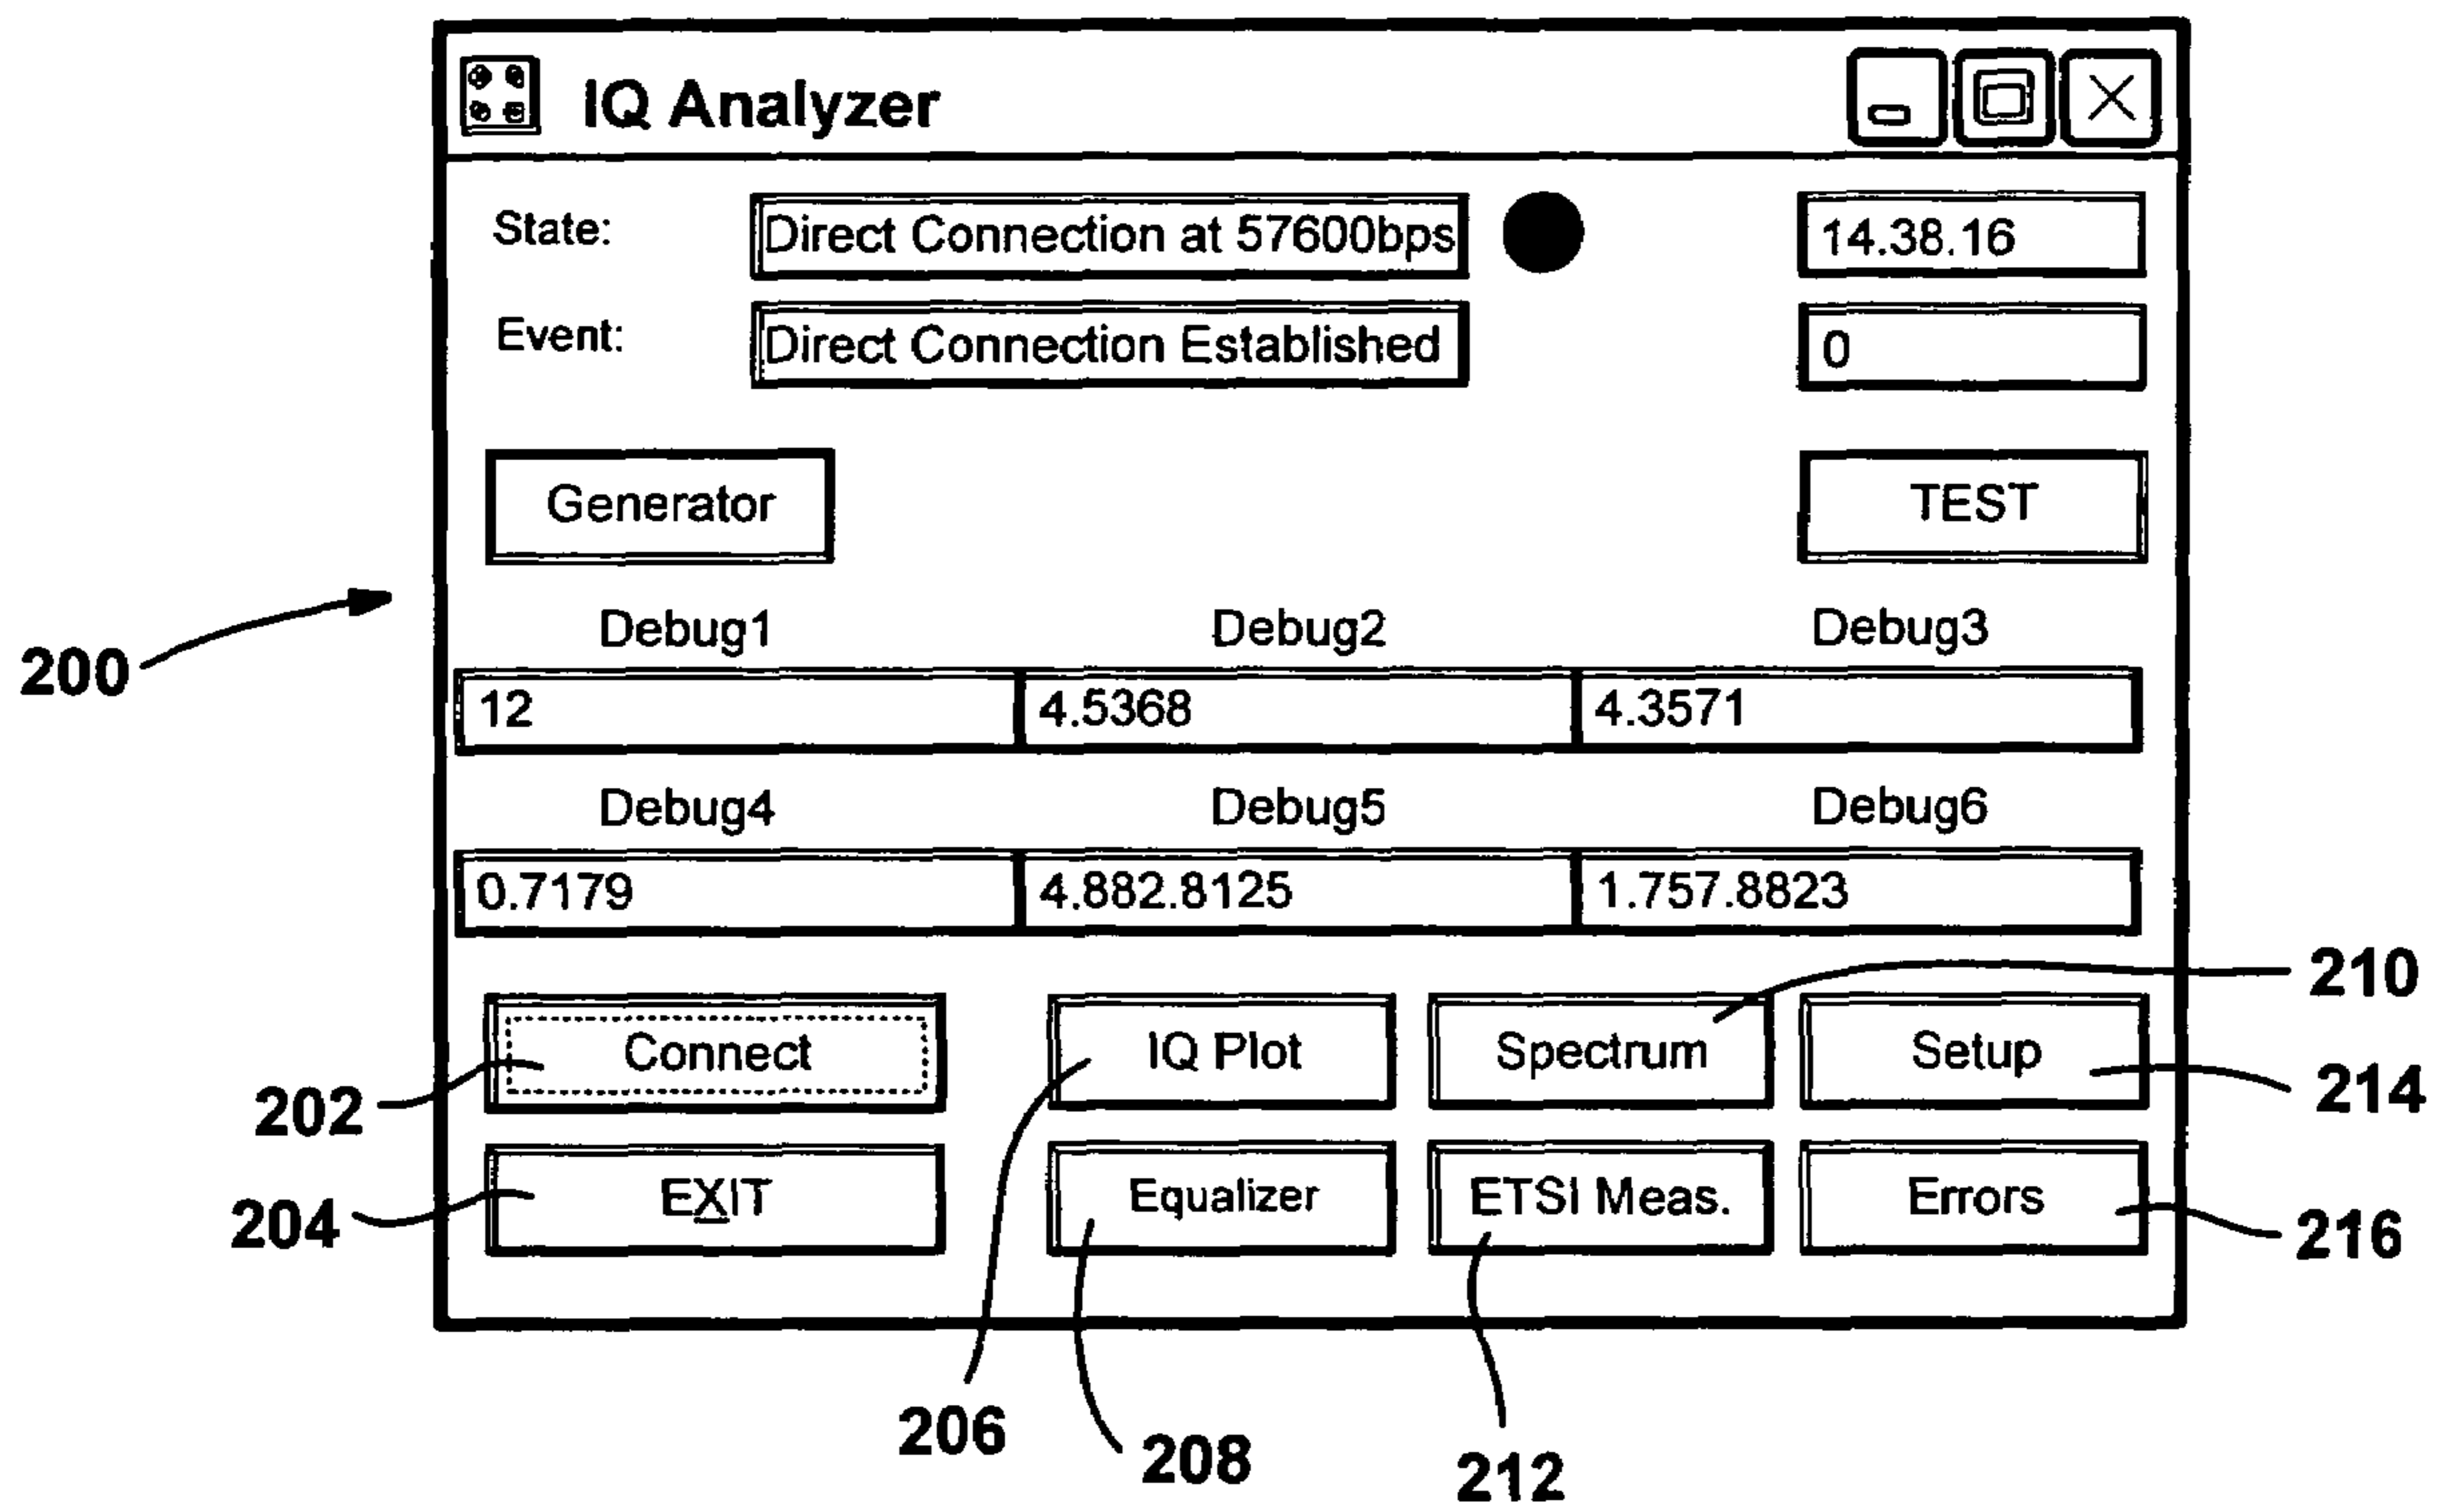 IQ Analyzer
State: Direct Connection at 57600bps 14.38.16
Event: Direct Connection Established 0
Generator TEST
200
Debug1 Debug2 Debug3
12 4.5368 4.3571
Debug4 Debug5 Debug6
0.7179 4.882.8125 1.757.8823
210
Connect IQ Plot Spectrum Setup
202 214
EXIT Equalizer ETSI Meas. Errors
204 216
206 208 212